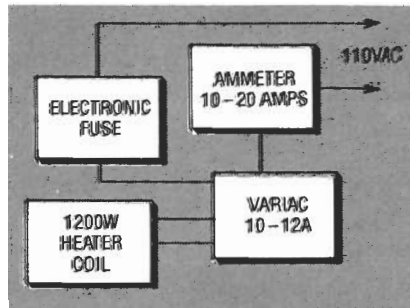 110VAC
AMMETER
10-20 AMPS
ELECTRONIC
FUSE
VARIAC
10-12A
1200W
HEATER
COIL